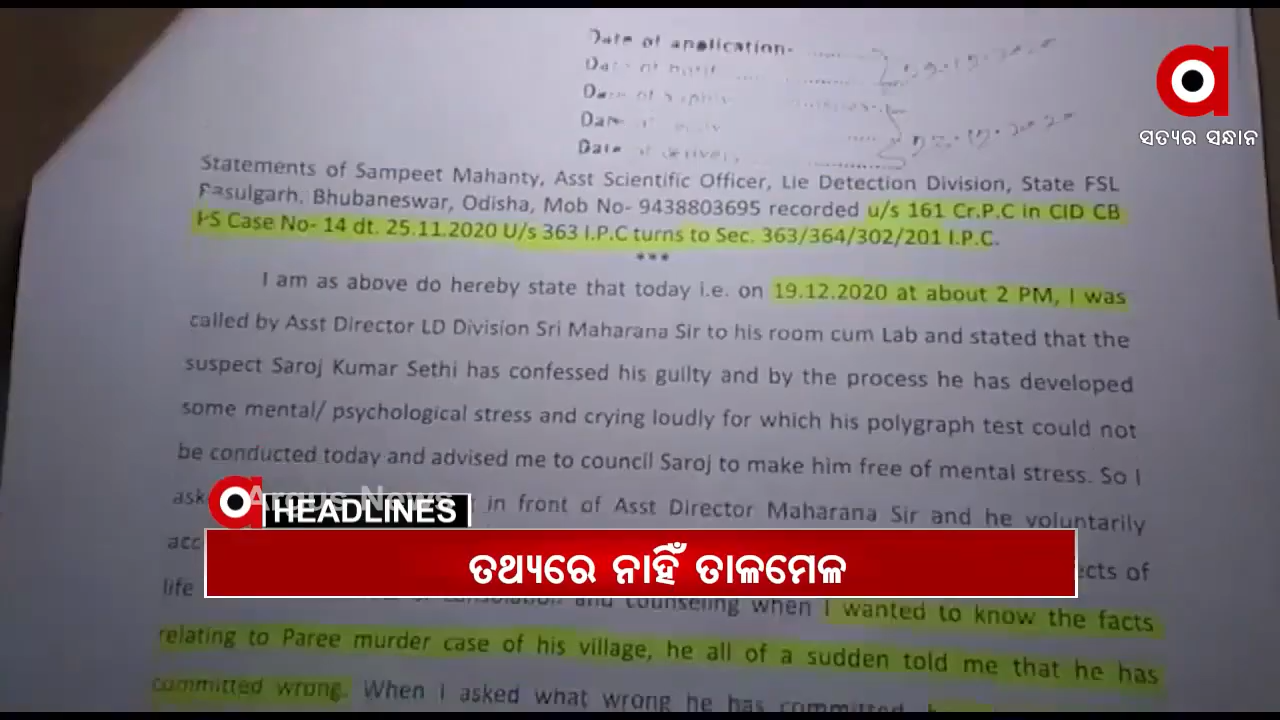 Date of application-
Date of
Date of
Date
Date of delivery
ସତ୍ୟର ସନ୍ଧାନ
Statements of Sampeet Mahanty, Asst Scientific Officer, Lie Detection Division, State FSL
Rasulgarh, Bhubaneswar, Odisha, Mob No- 9438803695 recorded u/s 161 Cr.P.C in CID CB
PS Case No- 14 dt. 25.11.2020 U/s 363 I.P.C turns to Sec. 363/364/302/201 I.P.C.
***
I am as above do hereby state that today i.e. on 19.12.2020 at about 2 PM, I was
called by Asst Director LD Division Sri Maharana Sir to his room cum Lab and stated that the
suspect Saroj Kumar Sethi has confessed his guilty and by the process he has developed
some mental/ psychological stress and crying loudly for which his polygraph test could not
be conducted today and advised me to council Saroj to make him free of mental stress. So I
ask in front of Asst Director Maharana Sir and he voluntarily
acc ects of
life consolation and counseling when I wanted to know the facts
relating to Paree murder case of his village, he all of a sudden told me that he has
committed wrong. When I asked what wrong he has committed,
Argus News
HEADLINES
ତଥ୍ୟରେ ନାହିଁ ତାଳମେଳ